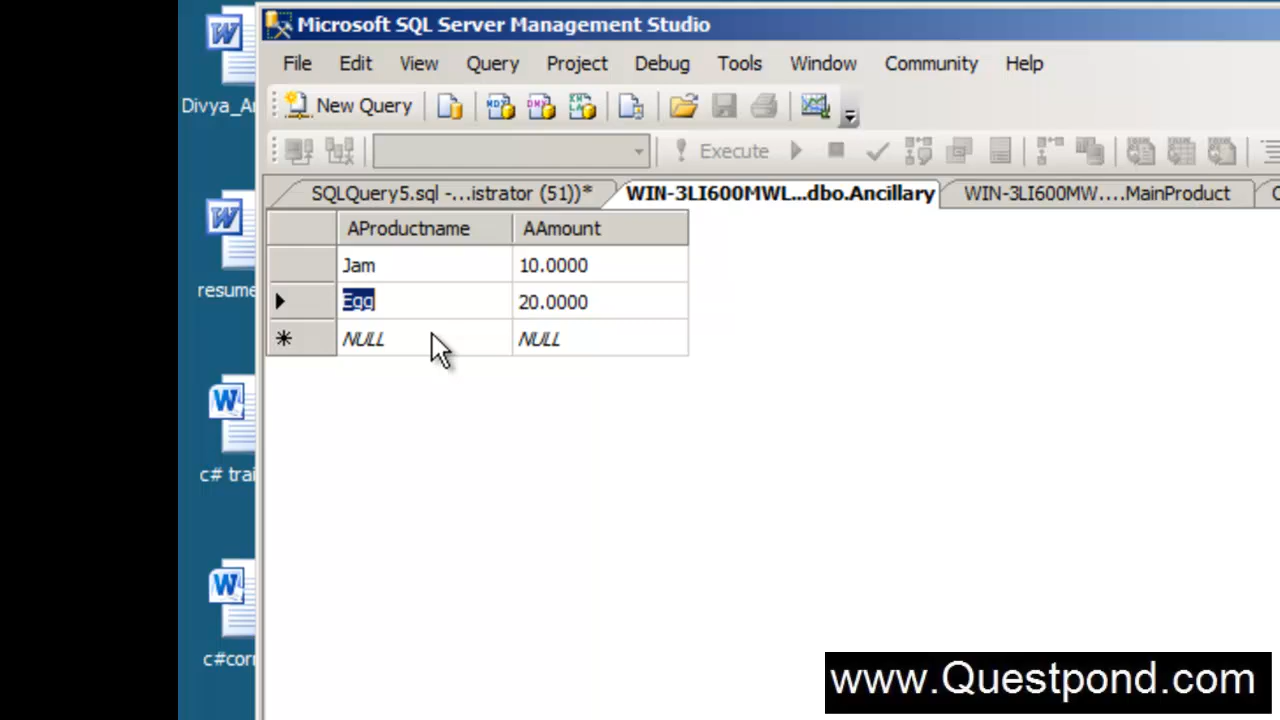 Microsoft SQL Server Management Studio
File Edit View Query Project Debug Tools Window Community Help
New Query
Execute
SQLQuery5.sql -...istrator (51))* WIN-3LI600MWL...dbo.Ancillary WIN-3LI600MW....MainProduct
AProductname AAmount
Jam 10.0000
Egg 20.0000
NULL NULL
Divya_Ar
resume
c# trai
c#corn
www.Questpond.com